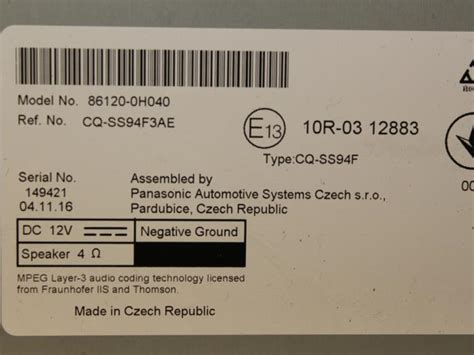 Model No. 86120-0H040
Ref. No. CQ-SS94F3AE
E13 10R-03 12883
Type:CQ-SS94F
Serial No.
149421
04.11.16
Assembled by
Panasonic Automotive Systems Czech s.r.o.,
Pardubice, Czech Republic
DC 12V
Negative Ground
Speaker 4 Ω
MPEG Layer-3 audio coding technology licensed
from Fraunhofer IIS and Thomson.
Made in Czech Republic